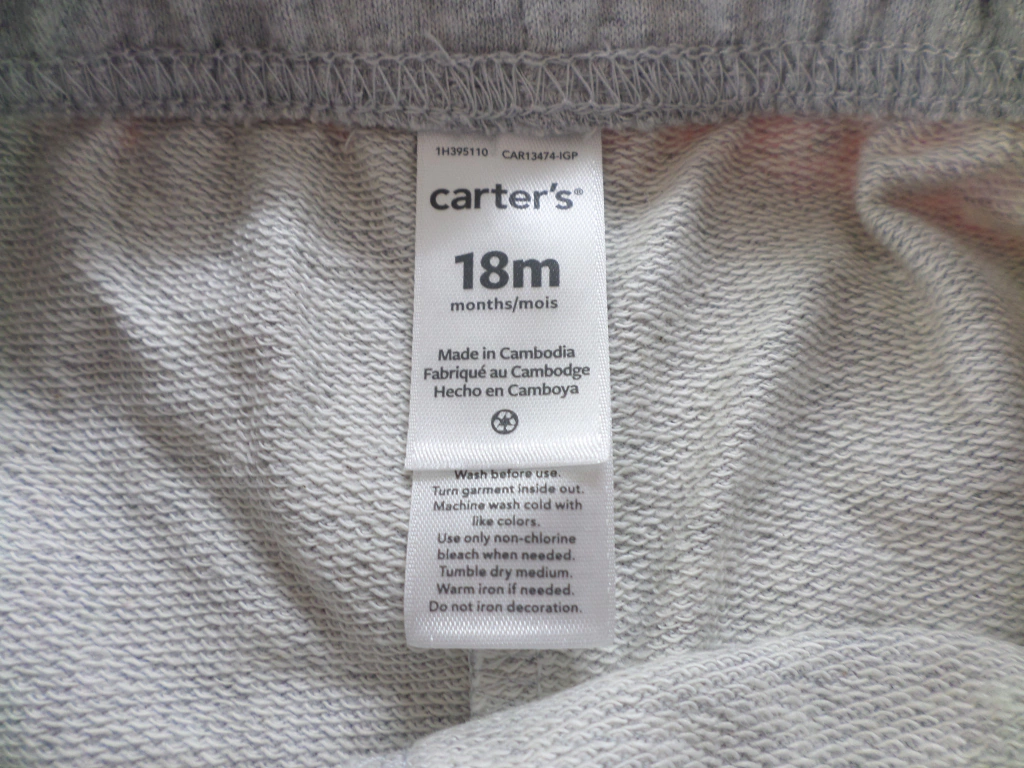 1H395110 CAR13474-IGP
carter's®
18m
months/mois
Made in Cambodia
Fabriqué au Cambodge
Hecho en Camboya
Wash before use.
Turn garment inside out.
Machine wash cold with
like colors.
Use only non-chlorine
bleach when needed.
Tumble dry medium.
Warm iron if needed.
Do not iron decoration.